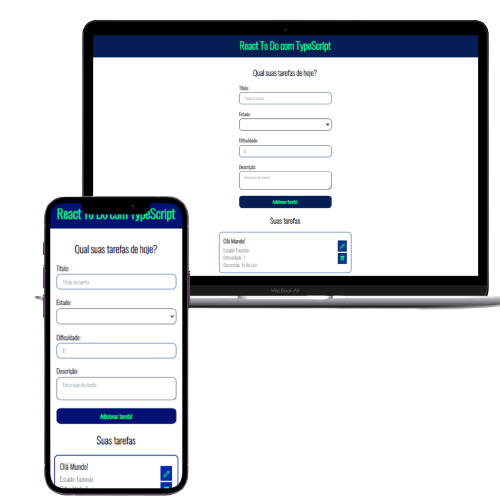 React To Do com TypeScript
Qual suas tarefas de hoje?
Título:
Título da tarefa
Estado:
Dificuldade:
0
Descrição:
Descrição da tarefa
Adicionar tarefa!
Suas tarefas
Olá Mundo!
Estado: Fazendo
Dificuldade: 1
Descrição: To do List
MacBook Air
React To Do com TypeScript
Qual suas tarefas de hoje?
Título:
Título da tarefa
Estado:
Dificuldade:
0
Descrição:
Descrição da tarefa
Adicionar tarefa!
Suas tarefas
Olá Mundo!
Estado: Fazendo